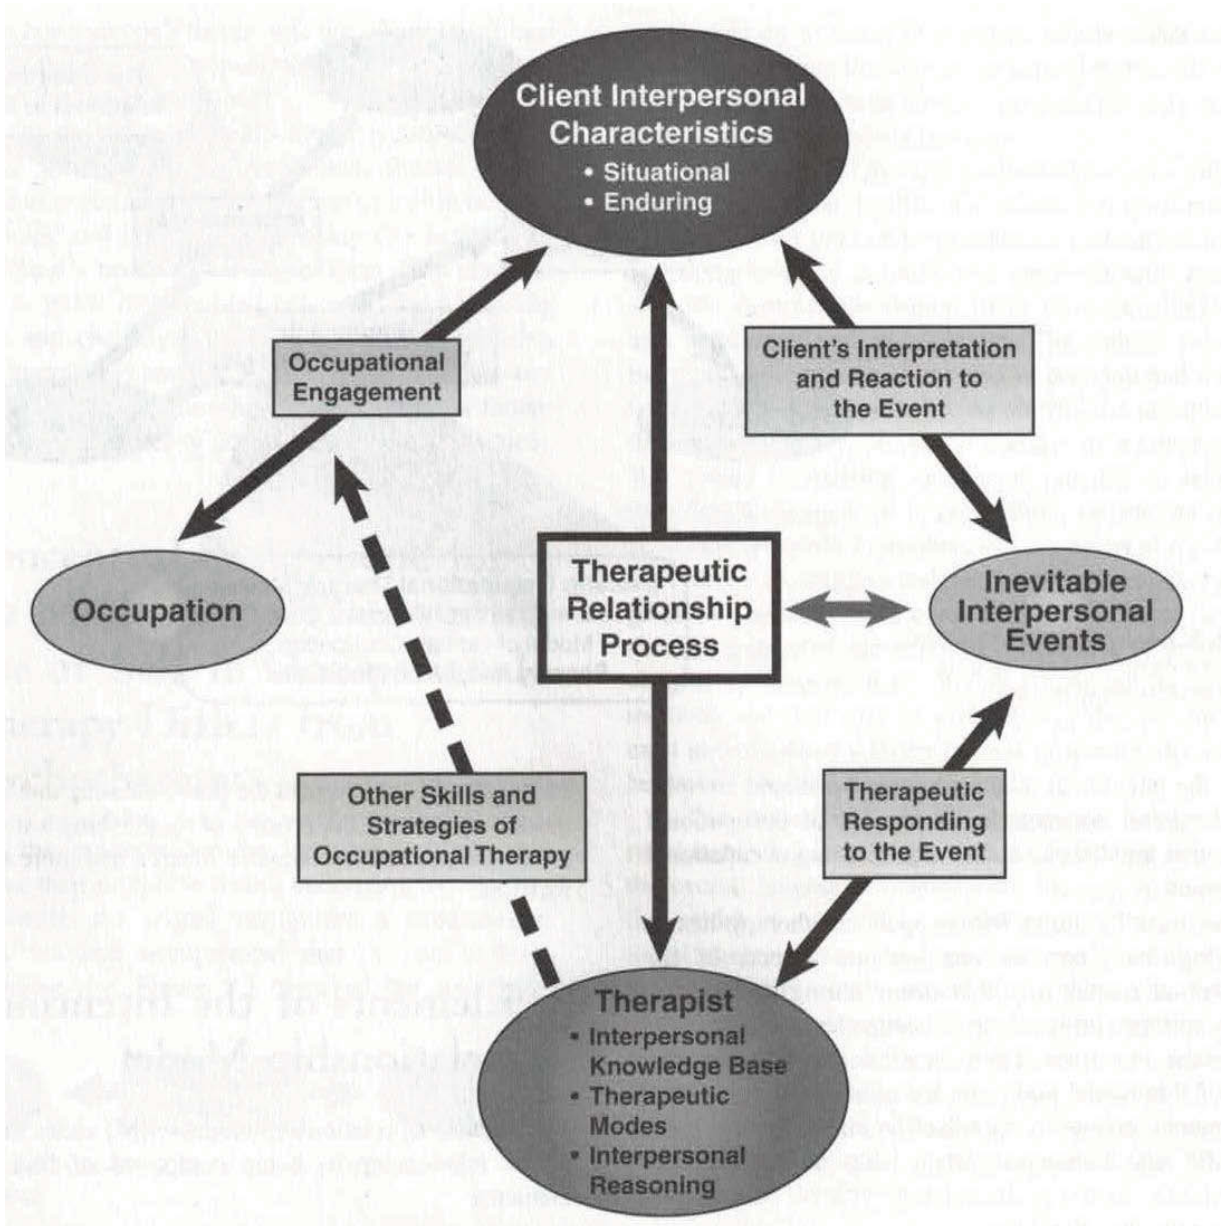 Client Interpersonal
Characteristics
• Situational
• Enduring
Occupational
Engagement
Client's Interpretation
and Reaction to
the Event
Occupation
Therapeutic
Relationship
Process
Inevitable
Interpersonal
Events
Other Skills and
Strategies of
Occupational Therapy
Therapeutic
Responding
to the Event
Therapist
• Interpersonal
Knowledge Base
• Therapeutic
Modes
• Interpersonal
Reasoning